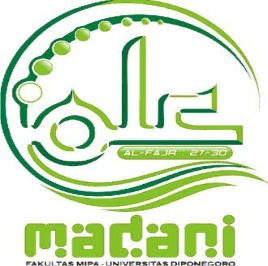 AL-FAJR : 27-30
madani
FAKULTAS MIPA - UNIVERSITAS DIPONEGORO